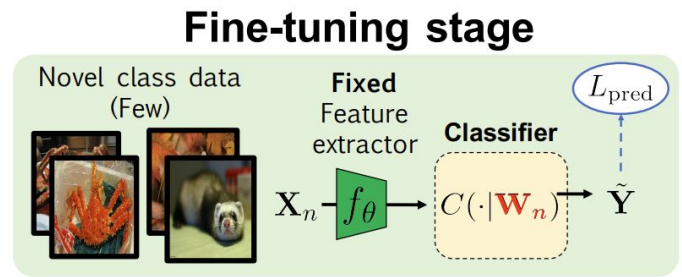 Fine-tuning stage
Novel class data
(Few)
Fixed
Feature
extractor
Classifier
L_pred
X_n
f_θ
C(·|W_n)
Ỹ